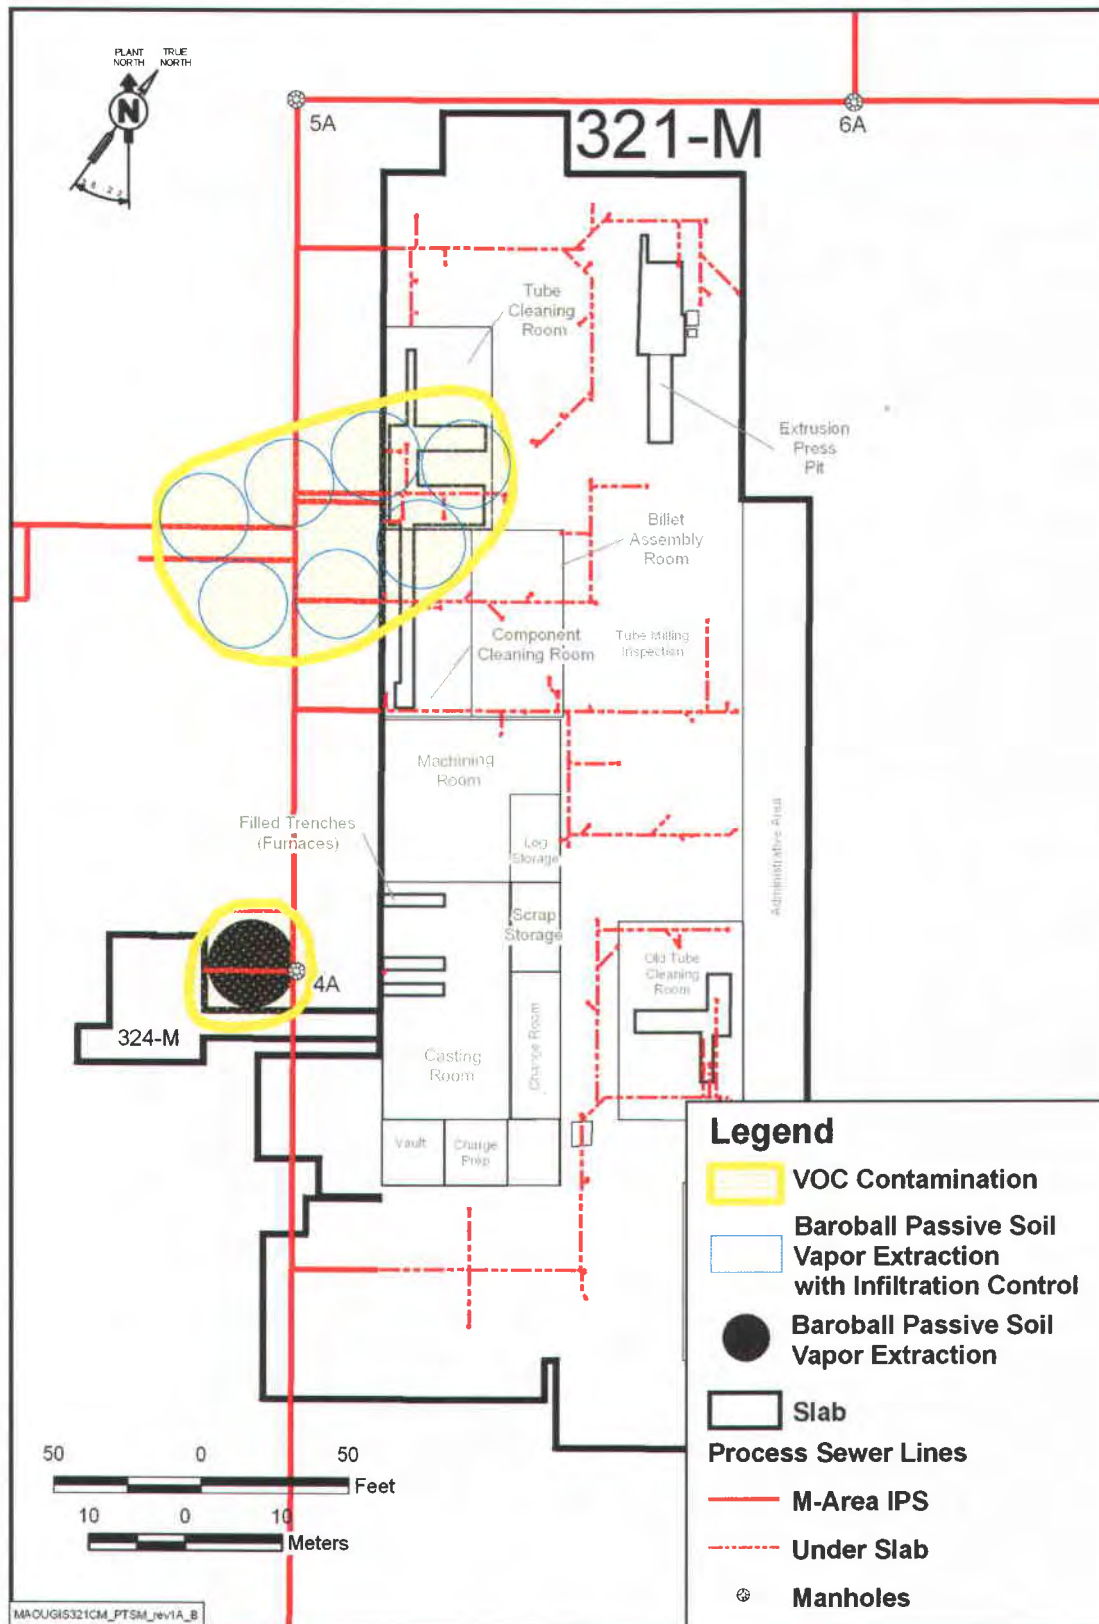 PLANT NORTH
TRUE NORTH
N
5A
321-M
6A
Tube
Cleaning
Room
Extrusion
Press
Pit
Billet
Assembly
Room
Component
Cleaning Room
Tube Milling
Inspection
Machining
Room
Filled Trenches
(Furnaces)
Log
Storage
Administrative Area
Scrap
Storage
Old Tube
Cleaning
Room
4A
324-M
Casting
Room
Change Room
Vault
Charge
Prep
Legend
VOC Contamination
Baroball Passive Soil
Vapor Extraction
with Infiltration Control
Baroball Passive Soil
Vapor Extraction
Slab
Process Sewer Lines
M-Area IPS
Under Slab
Manholes
50 0 50
Feet
10 0 10
Meters
MAOUGIS321CM_PTSM_rev1A_B